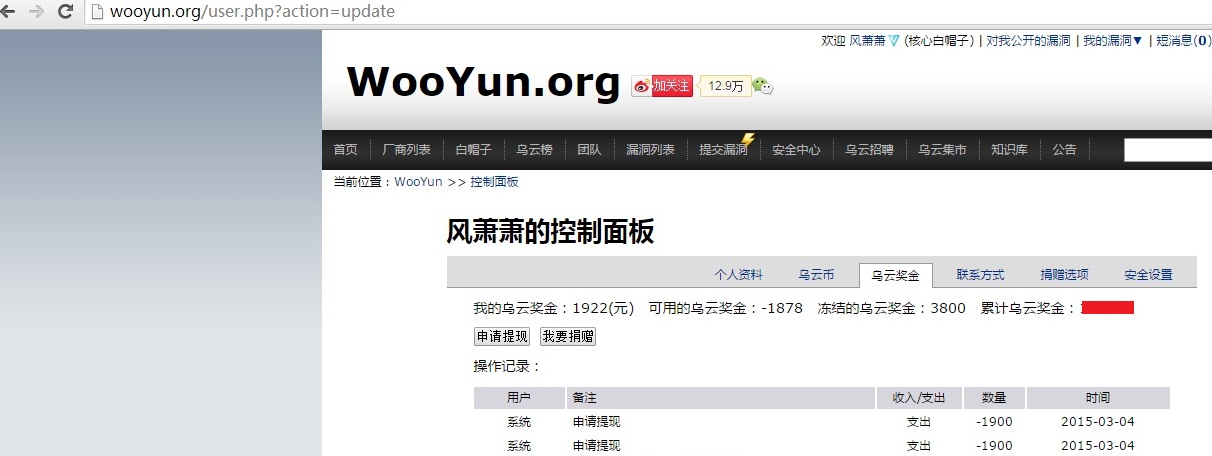 wooyun.org/user.php?action=update
欢迎 风萧萧 (核心白帽子) | 对我公开的漏洞 | 我的漏洞▼ | 短消息(0)
WooYun.org 加关注 12.9万
首页 厂商列表 白帽子 乌云榜 团队 漏洞列表 提交漏洞 安全中心 乌云招聘 乌云集市 知识库 公告
当前位置：WooYun >> 控制面板
风萧萧的控制面板
个人资料 乌云币 乌云奖金 联系方式 捐赠选项 安全设置
我的乌云奖金：1922(元) 可用的乌云奖金：-1878 冻结的乌云奖金：3800 累计乌云奖金：
申请提现 我要捐赠
操作记录：
用户 备注 收入/支出 数量 时间
系统 申请提现 支出 -1900 2015-03-04
系统 申请提现 支出 -1900 2015-03-04